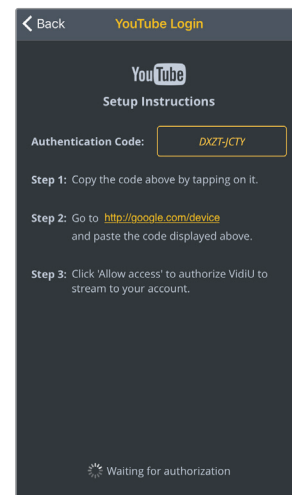 Back
YouTube Login
YouTube
Setup Instructions
Authentication Code: DXZT-JCTY
Step 1: Copy the code above by tapping on it.
Step 2: Go to http://google.com/device
and paste the code displayed above.
Step 3: Click 'Allow access' to authorize VidiU to
stream to your account.
Waiting for authorization